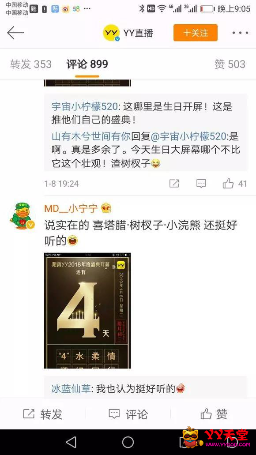 中国移动
中国移动
晚上9:05
YY直播
+关注
转发 353
评论 899
赞 503
宇宙小柠檬520: 这哪里是生日开屏！这是
推他们自己的盛典！
山有木兮世间有你回复@宇宙小柠檬520:是
啊。真是多余了。今天生日大屏幕哪个不比
它这个壮观！渣树杈子
1-8 19:24
41
MD__小宁宁
说实在的 喜塔腊·树杈子·小浣熊 还挺好
听的
YY
4
天
"4"水柔情
冰蓝仙草: 我也认为挺好听的
转发
评论
赞
YY天堂